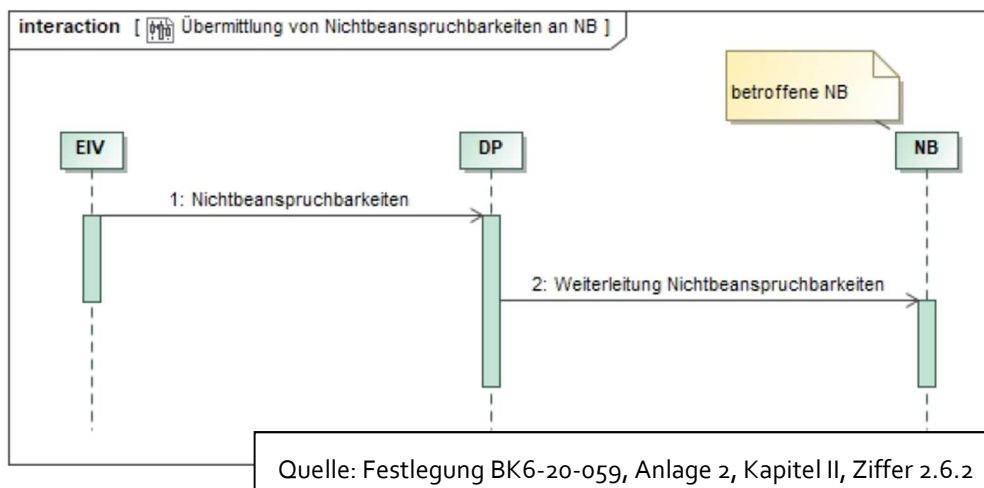 interaction [ Übermittlung von Nichtbeanspruchbarkeiten an NB ]
betroffene NB
EIV
DP
NB
1: Nichtbeanspruchbarkeiten
2: Weiterleitung Nichtbeanspruchbarkeiten
Quelle: Festlegung BK6-20-059, Anlage 2, Kapitel II, Ziffer 2.6.2